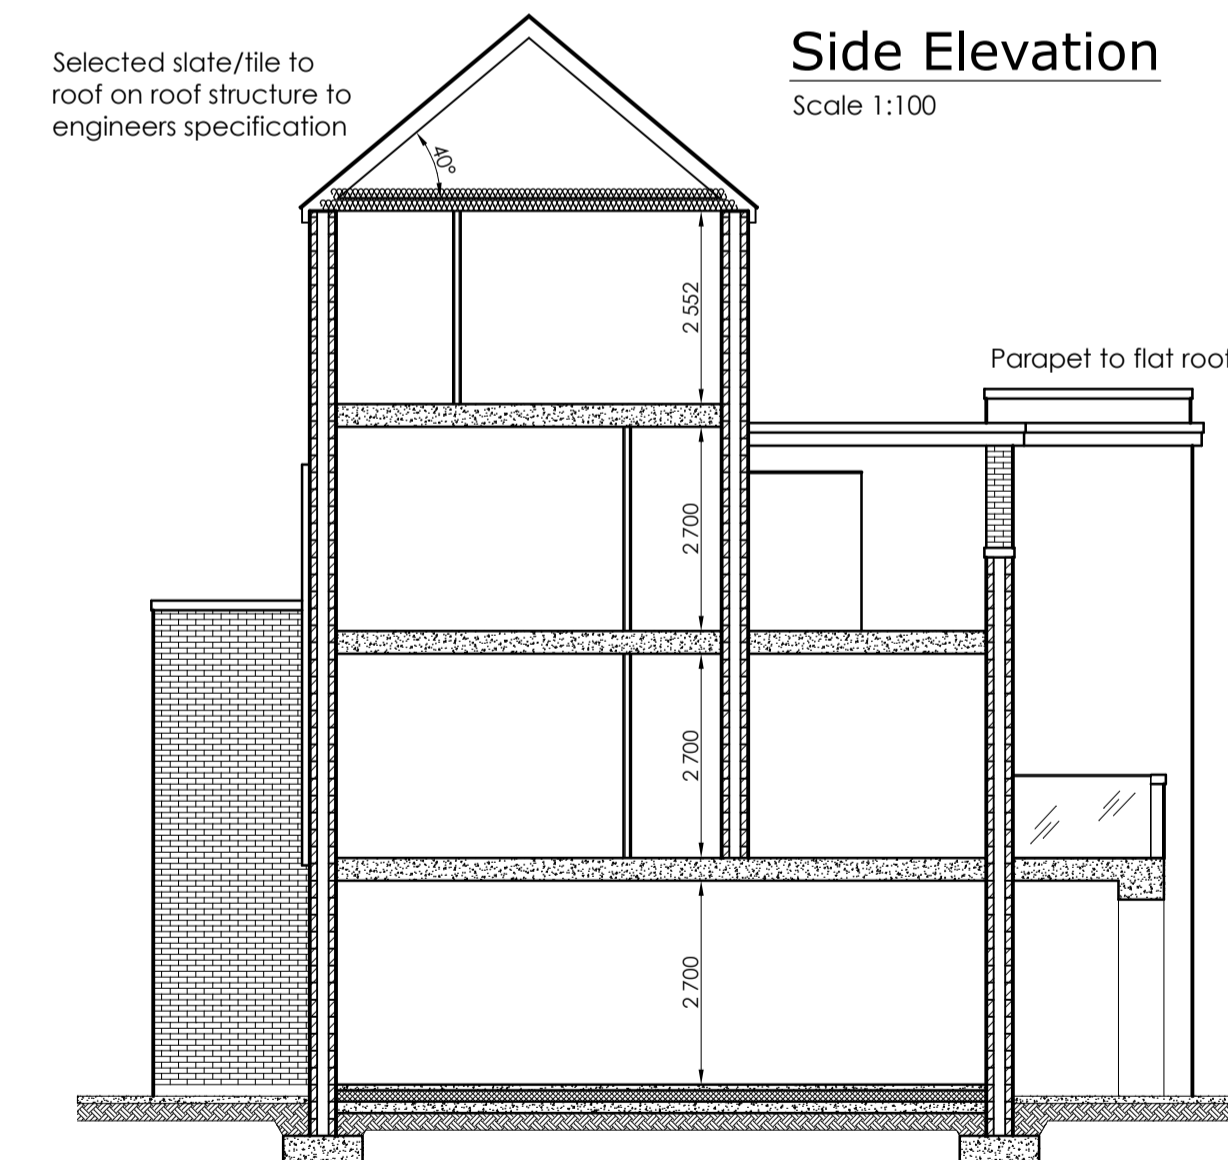 Side Elevation
Scale 1:100
Selected slate/tile to
roof on roof structure to
engineers specification
40°
2 552
Parapet to flat roof
2 700
2 700
2 700